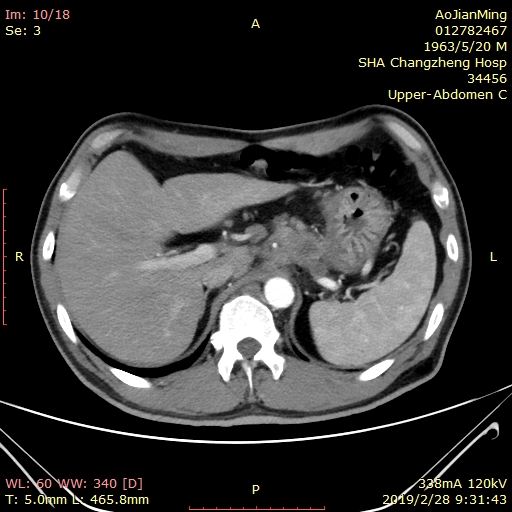 Im: 10/18
Se: 3
A
AoJianMing
012782467
1963/5/20 M
SHA Changzheng Hosp
34456
Upper-Abdomen C
R
L
WL: 60 WW: 340 [D]
T: 5.0mm L: 465.8mm
P
338mA 120kV
2019/2/28 9:31:43